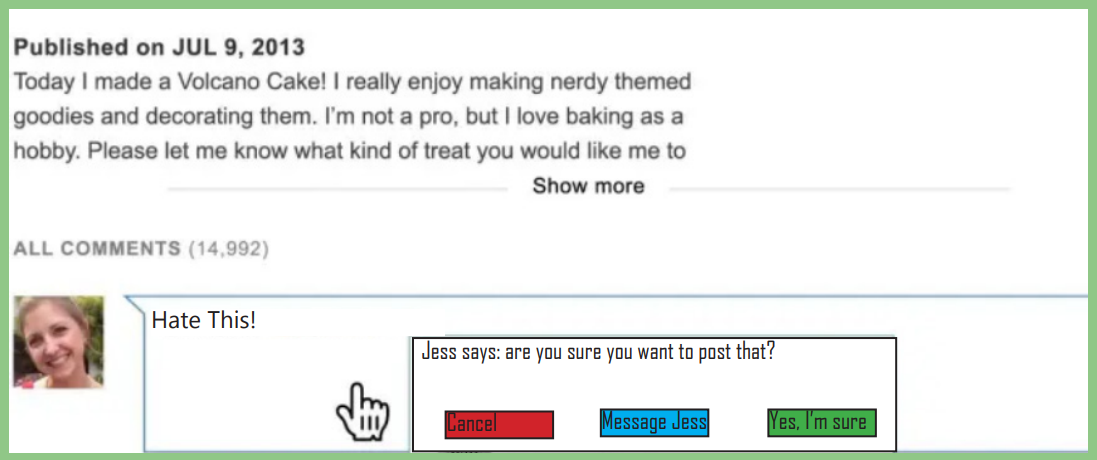 Published on JUL 9, 2013
Today I made a Volcano Cake! I really enjoy making nerdy themed
goodies and decorating them. I'm not a pro, but I love baking as a
hobby. Please let me know what kind of treat you would like me to
Show more
ALL COMMENTS (14,992)
Hate This!
Jess says: are you sure you want to post that?
Cancel Message Jess Yes, I'm sure